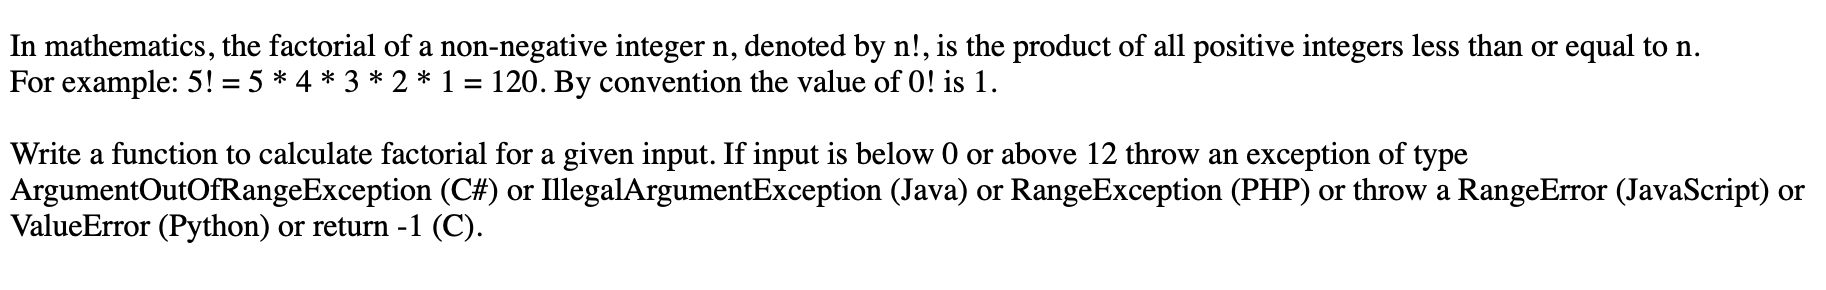 In mathematics, the factorial of a non-negative integer n, denoted by n!, is the product of all positive integers less than or equal to n.
For example: 5! = 5 * 4 * 3 * 2 * 1 = 120. By convention the value of 0! is 1.
Write a function to calculate factorial for a given input. If input is below 0 or above 12 throw an exception of type
ArgumentOutOfRangeException (C#) or IllegalArgumentException (Java) or RangeException (PHP) or throw a RangeError (JavaScript) or
ValueError (Python) or return -1 (C).